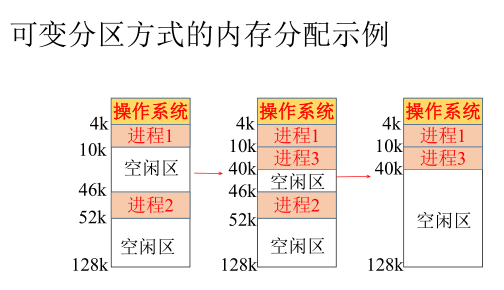 可变分区方式的内存分配示例
操作系统
4k
进程1
10k
空闲区
46k
进程2
52k
空闲区
128k
操作系统
4k
进程1
10k
进程3
40k
空闲区
46k
进程2
52k
空闲区
128k
操作系统
4k
进程1
10k
进程3
40k
空闲区
128k